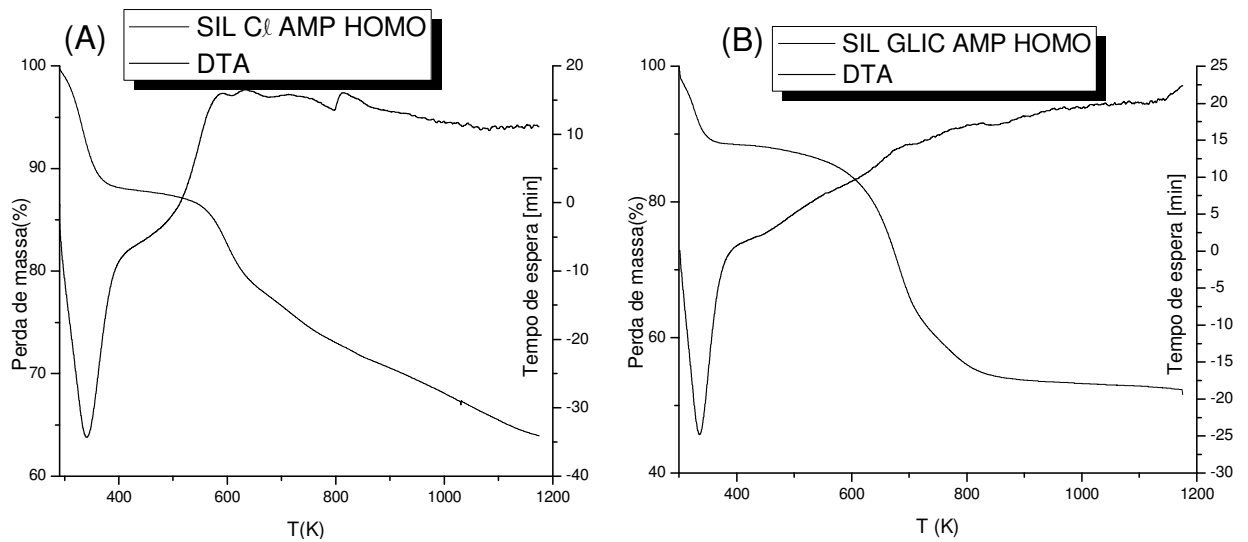 (A)
SIL Cℓ AMP HOMO
DTA
100
90
80
70
60
Perda de massa(%)
20
10
0
-10
-20
-30
-40
Tempo de espera [min]
400 600 800 1000 1200
T(K)
(B)
SIL GLIC AMP HOMO
DTA
100
80
60
40
Perda de massa(%)
25
20
15
10
5
0
-5
-10
-15
-20
-25
-30
Tempo de espera [min]
400 600 800 1000 1200
T (K)